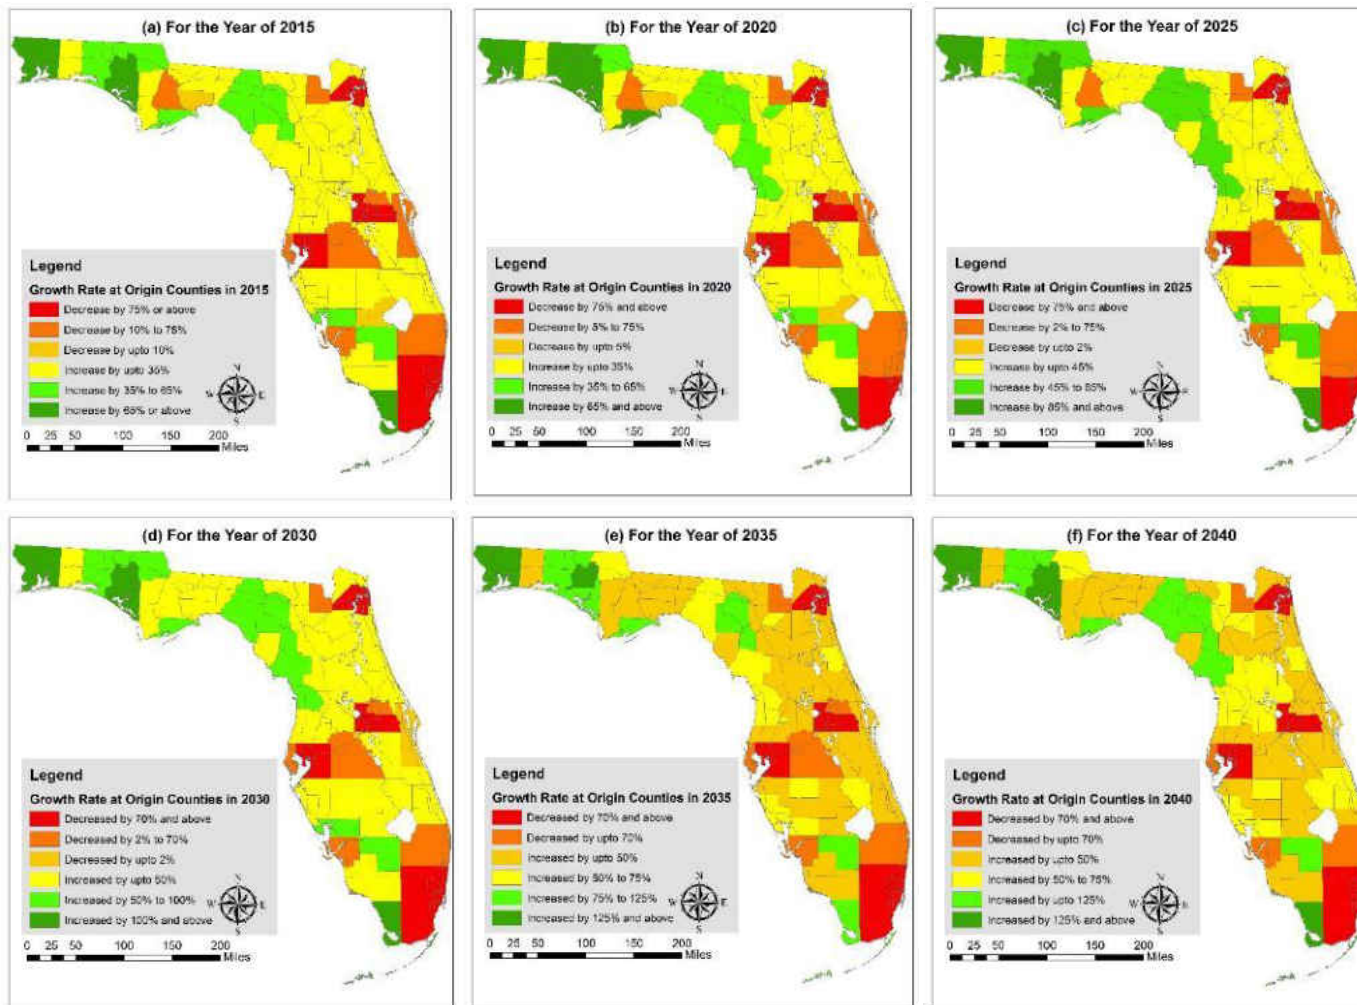 (a) For the Year of 2015
Legend
Growth Rate at Origin Counties in 2015
Decrease by 75% or above
Decrease by 10% to 75%
Decrease by upto 10%
Increase by upto 35%
Increase by 35% to 65%
Increase by 65% or above
N
W E
S
0 25 50 100 150 200
Miles
(b) For the Year of 2020
Legend
Growth Rate at Origin Counties in 2020
Decrease by 75% and above
Decrease by 5% to 75%
Decrease by upto 5%
Increase by upto 35%
Increase by 35% to 65%
Increase by 65% and above
N
W E
S
0 25 50 100 150 200
Miles
(c) For the Year of 2025
Legend
Growth Rate at Origin Counties in 2025
Decrease by 75% and above
Decrease by 2% to 75%
Decrease by upto 2%
Increase by upto 45%
Increase by 45% to 85%
Increase by 85% and above
N
W E
S
0 25 50 100 150 200
Miles
(d) For the Year of 2030
Legend
Growth Rate at Origin Counties in 2030
Decreased by 70% and above
Decreased by 2% to 70%
Decreased by upto 2%
Increased by upto 50%
Increased by 50% to 100%
Increased by 100% and above
N
W E
S
0 25 50 100 150 200
Miles
(e) For the Year of 2035
Legend
Growth Rate at Origin Counties in 2035
Decreased by 70% and above
Decreased by upto 70%
Increased by upto 50%
Increased by 50% to 75%
Increased by 75% to 125%
Increased by 125% and above
N
W E
S
0 25 50 100 150 200
Miles
(f) For the Year of 2040
Legend
Growth Rate at Origin Counties in 2040
Decreased by 70% and above
Decreased by upto 70%
Increased by upto 50%
Increased by 50% to 75%
Increased by upto 125%
Increased by 125% and above
N
W E
S
0 25 50 100 150 200
Miles